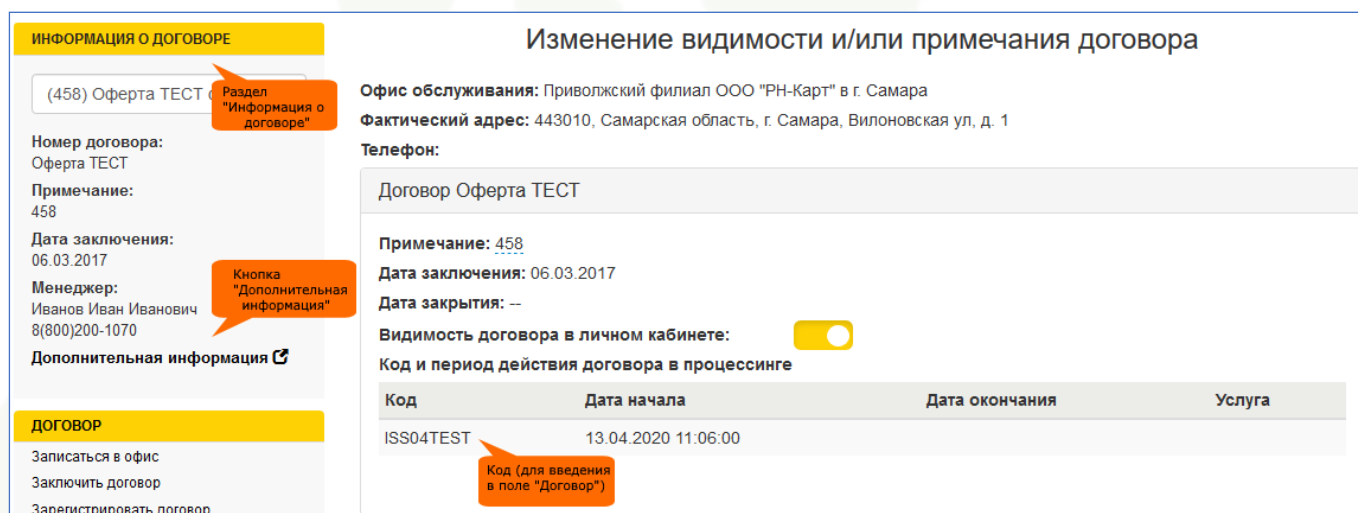 ИНФОРМАЦИЯ О ДОГОВОРЕ
(458) Оферта ТЕСТ
Раздел
"Информация о
договоре"
Номер договора:
Оферта ТЕСТ
Примечание:
458
Дата заключения:
06.03.2017
Менеджер:
Иванов Иван Иванович
8(800)200-1070
Кнопка
"Дополнительная
информация"
Дополнительная информация
ДОГОВОР
Записаться в офис
Заключить договор
Зарегистрировать договор
Изменение видимости и/или примечания договора
Офис обслуживания: Приволжский филиал ООО "РН-Карт" в г. Самара
Фактический адрес: 443010, Самарская область, г. Самара, Вилоновская ул, д. 1
Телефон:
Договор Оферта ТЕСТ
Примечание: 458
Дата заключения: 06.03.2017
Дата закрытия: --
Видимость договора в личном кабинете:
Код и период действия договора в процессинге
Код Дата начала Дата окончания Услуга
ISS04TEST 13.04.2020 11:06:00
Код (для введения
в поле "Договор")